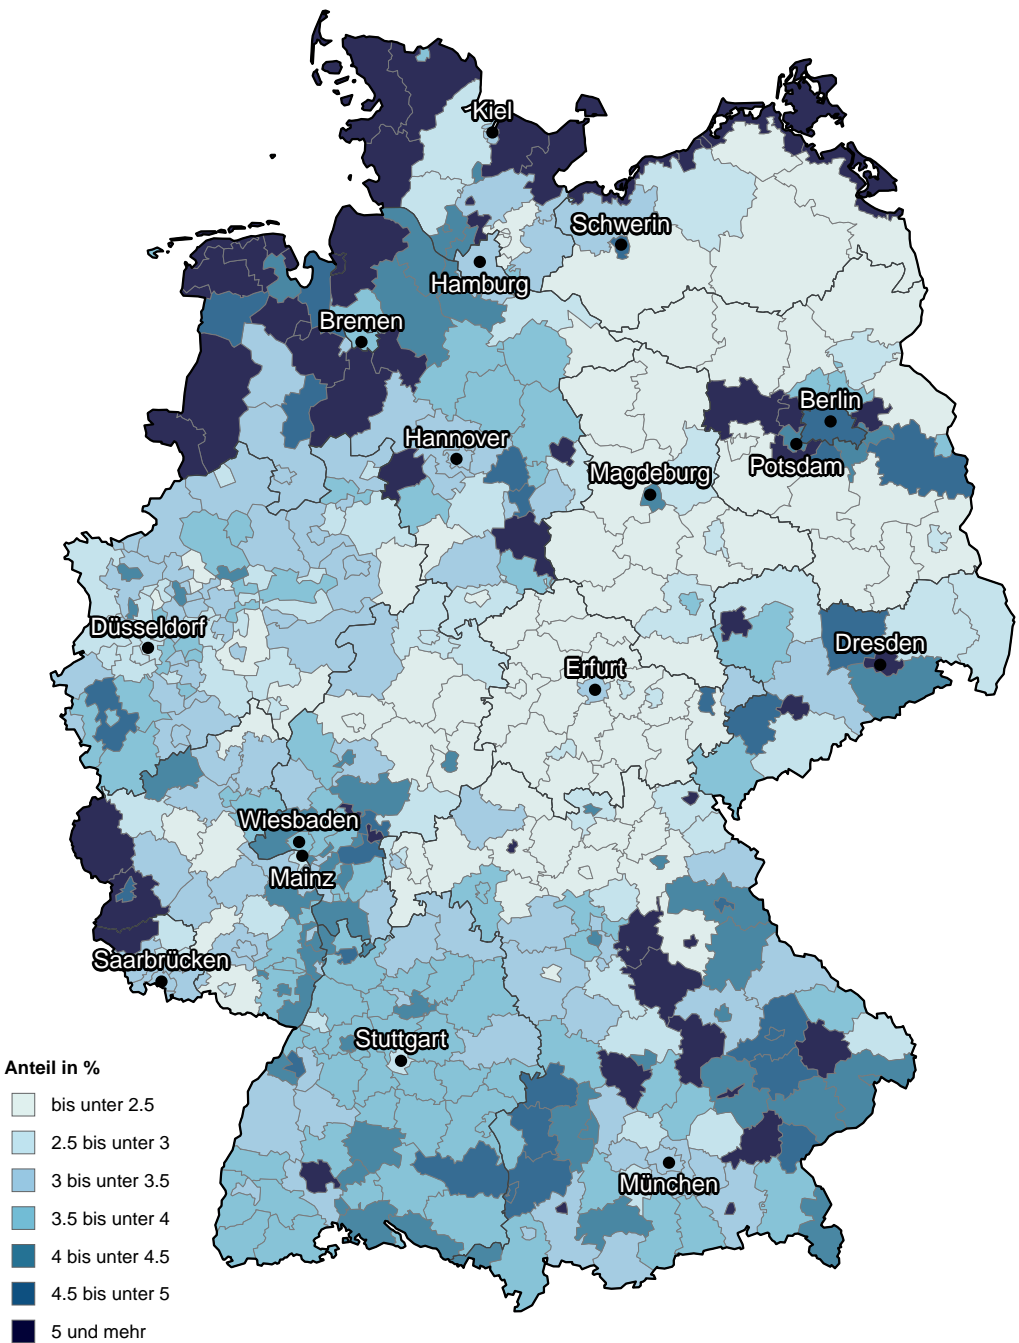 Kiel
Schwerin
Hamburg
Bremen
Berlin
Hannover
Potsdam
Magdeburg
Düsseldorf
Dresden
Erfurt
Wiesbaden
Mainz
Saarbrücken
Stuttgart
München
Anteil in %
bis unter 2.5
2.5 bis unter 3
3 bis unter 3.5
3.5 bis unter 4
4 bis unter 4.5
4.5 bis unter 5
5 und mehr